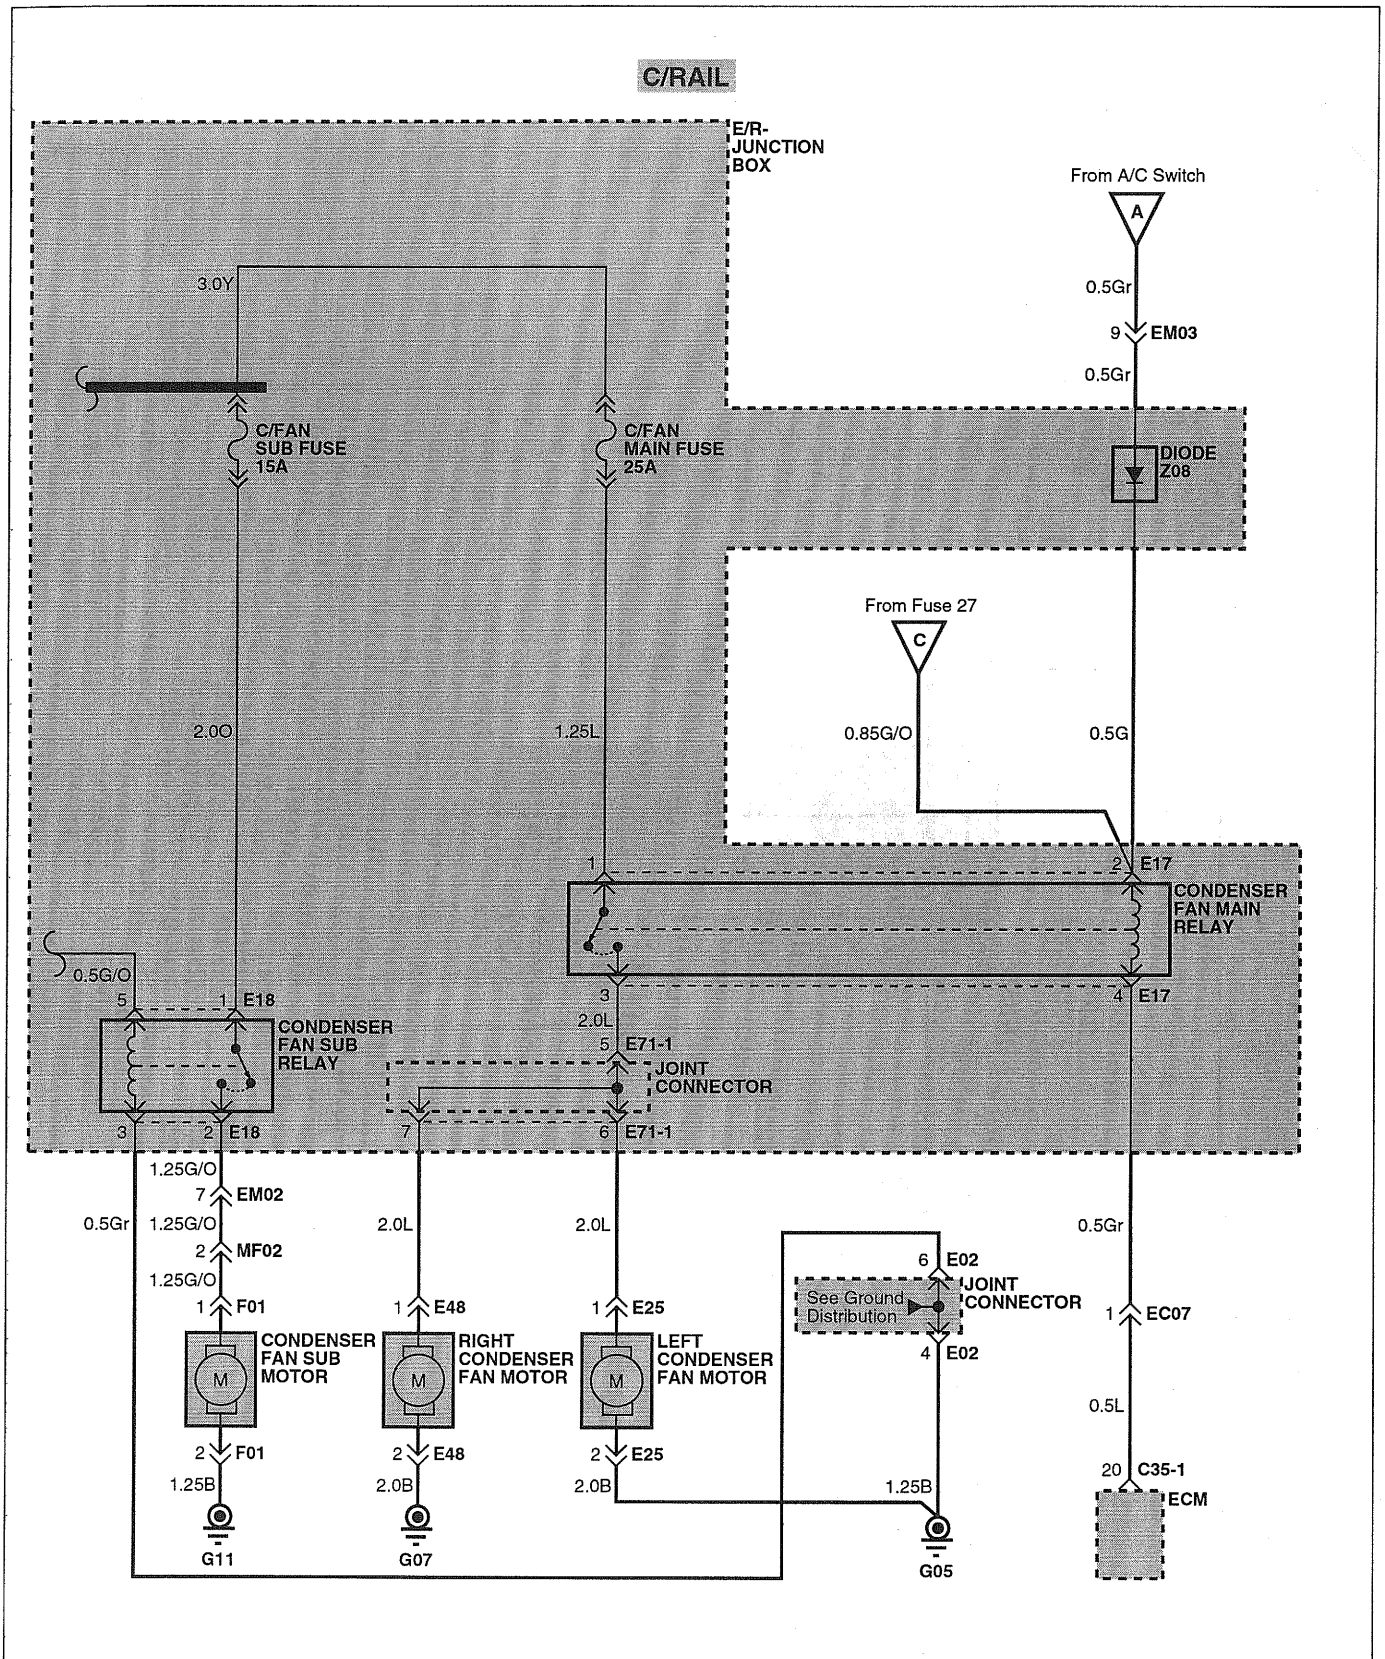 C/RAIL
E/R-
JUNCTION
BOX
From A/C Switch
A
3.0Y
0.5Gr
9 EM03
0.5Gr
C/FAN
SUB FUSE
15A
C/FAN
MAIN FUSE
25A
DIODE
Z08
From Fuse 27
C
2.0O
1.25L
0.85G/O
0.5G
1
2 E17
CONDENSER
FAN MAIN
RELAY
0.5G/O
3
4 E17
5
1 E18
2.0L
CONDENSER
FAN SUB
RELAY
5 E71-1
JOINT
CONNECTOR
3
2 E18
7
6 E71-1
1.25G/O
7 EM02
0.5Gr
1.25G/O
2.0L
2.0L
0.5Gr
2 MF02
1.25G/O
6 E02
JOINT
CONNECTOR
See Ground
Distribution
1 F01
1 E48
1 E25
1 EC07
CONDENSER
FAN SUB
MOTOR
M
RIGHT
CONDENSER
FAN MOTOR
M
LEFT
CONDENSER
FAN MOTOR
M
4 E02
0.5L
2 F01
2 E48
2 E25
20 C35-1
1.25B
2.0B
2.0B
1.25B
ECM
G11
G07
G05